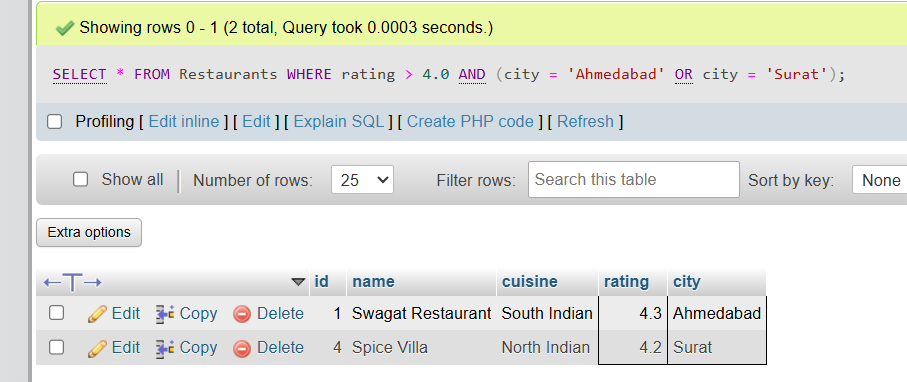 Showing rows 0 - 1 (2 total, Query took 0.0003 seconds.)
SELECT * FROM Restaurants WHERE rating > 4.0 AND (city = 'Ahmedabad' OR city = 'Surat');
Profiling [ Edit inline ] [ Edit ] [ Explain SQL ] [ Create PHP code ] [ Refresh ]
Show all Number of rows: 25 Filter rows: Search this table Sort by key: None
Extra options
id name cuisine rating city
Edit Copy Delete 1 Swagat Restaurant South Indian 4.3 Ahmedabad
Edit Copy Delete 4 Spice Villa North Indian 4.2 Surat